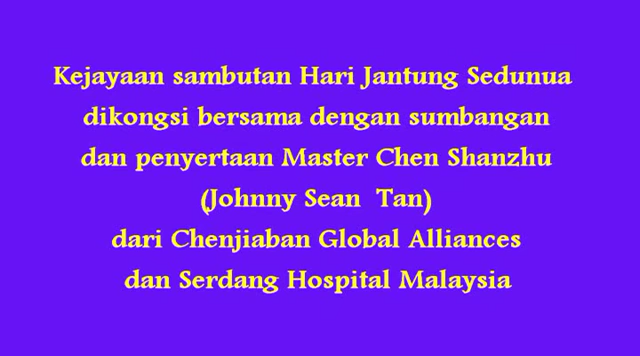 Kejayaan sambutan Hari Jantung Sedunua
dikongsi bersama dengan sumbangan
dan penyertaan Master Chen Shanzhu
(Johnny Sean Tan)
dari Chenjiaban Global Alliances
dan Serdang Hospital Malaysia